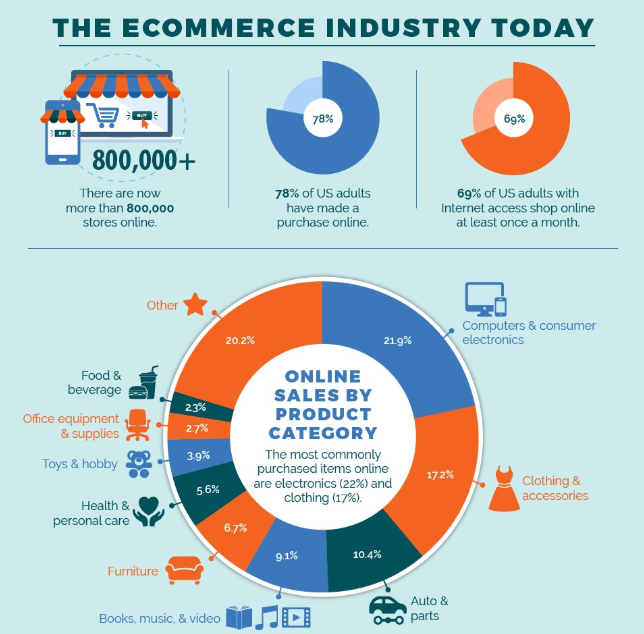 THE ECOMMERCE INDUSTRY TODAY
BUY
BUY
800,000+
There are now
more than 800,000
stores online.
78%
78% of US adults
have made a
purchase online.
69%
69% of US adults with
Internet access shop online
at least once a month.
ONLINE
SALES BY
PRODUCT
CATEGORY
The most commonly
purchased items online
are electronics (22%) and
clothing (17%).
21.9%
Computers & consumer
electronics
17.2%
Clothing &
accessories
10.4%
Auto &
parts
9.1%
Books, music, & video
6.7%
Furniture
5.6%
Health &
personal care
3.9%
Toys & hobby
2.7%
Office equipment
& supplies
2.3%
Food &
beverage
20.2%
Other